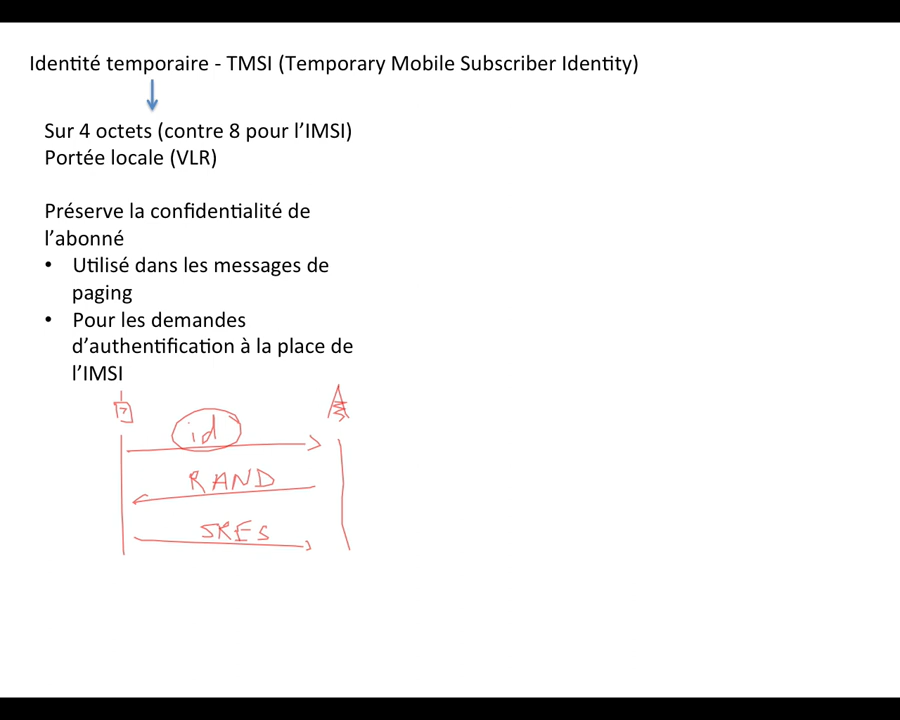 Identité temporaire - TMSI (Temporary Mobile Subscriber Identity)
Sur 4 octets (contre 8 pour l'IMSI)
Portée locale (VLR)
Préserve la confidentialité de
l'abonné
• Utilisé dans les messages de
paging
• Pour les demandes
d'authentification à la place de
l'IMSI
id
RAND
SRES